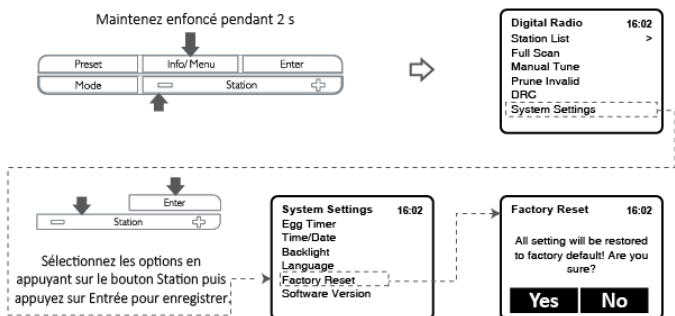 Maintenez enfoncé pendant 2 s
Preset Info/ Menu Enter
Mode Station
Digital Radio 16:02
Station List >
Full Scan
Manual Tune
Prune Invalid
DRC
System Settings
Enter
Station
Sélectionnez les options en
appuyant sur le bouton Station puis
appuyez sur Entrée pour enregistrer.
System Settings 16:02
Egg Timer
Time/Date
Backlight
Language
Factory Reset
Software Version
Factory Reset 16:02
All setting will be restored
to factory default! Are you
sure?
Yes No